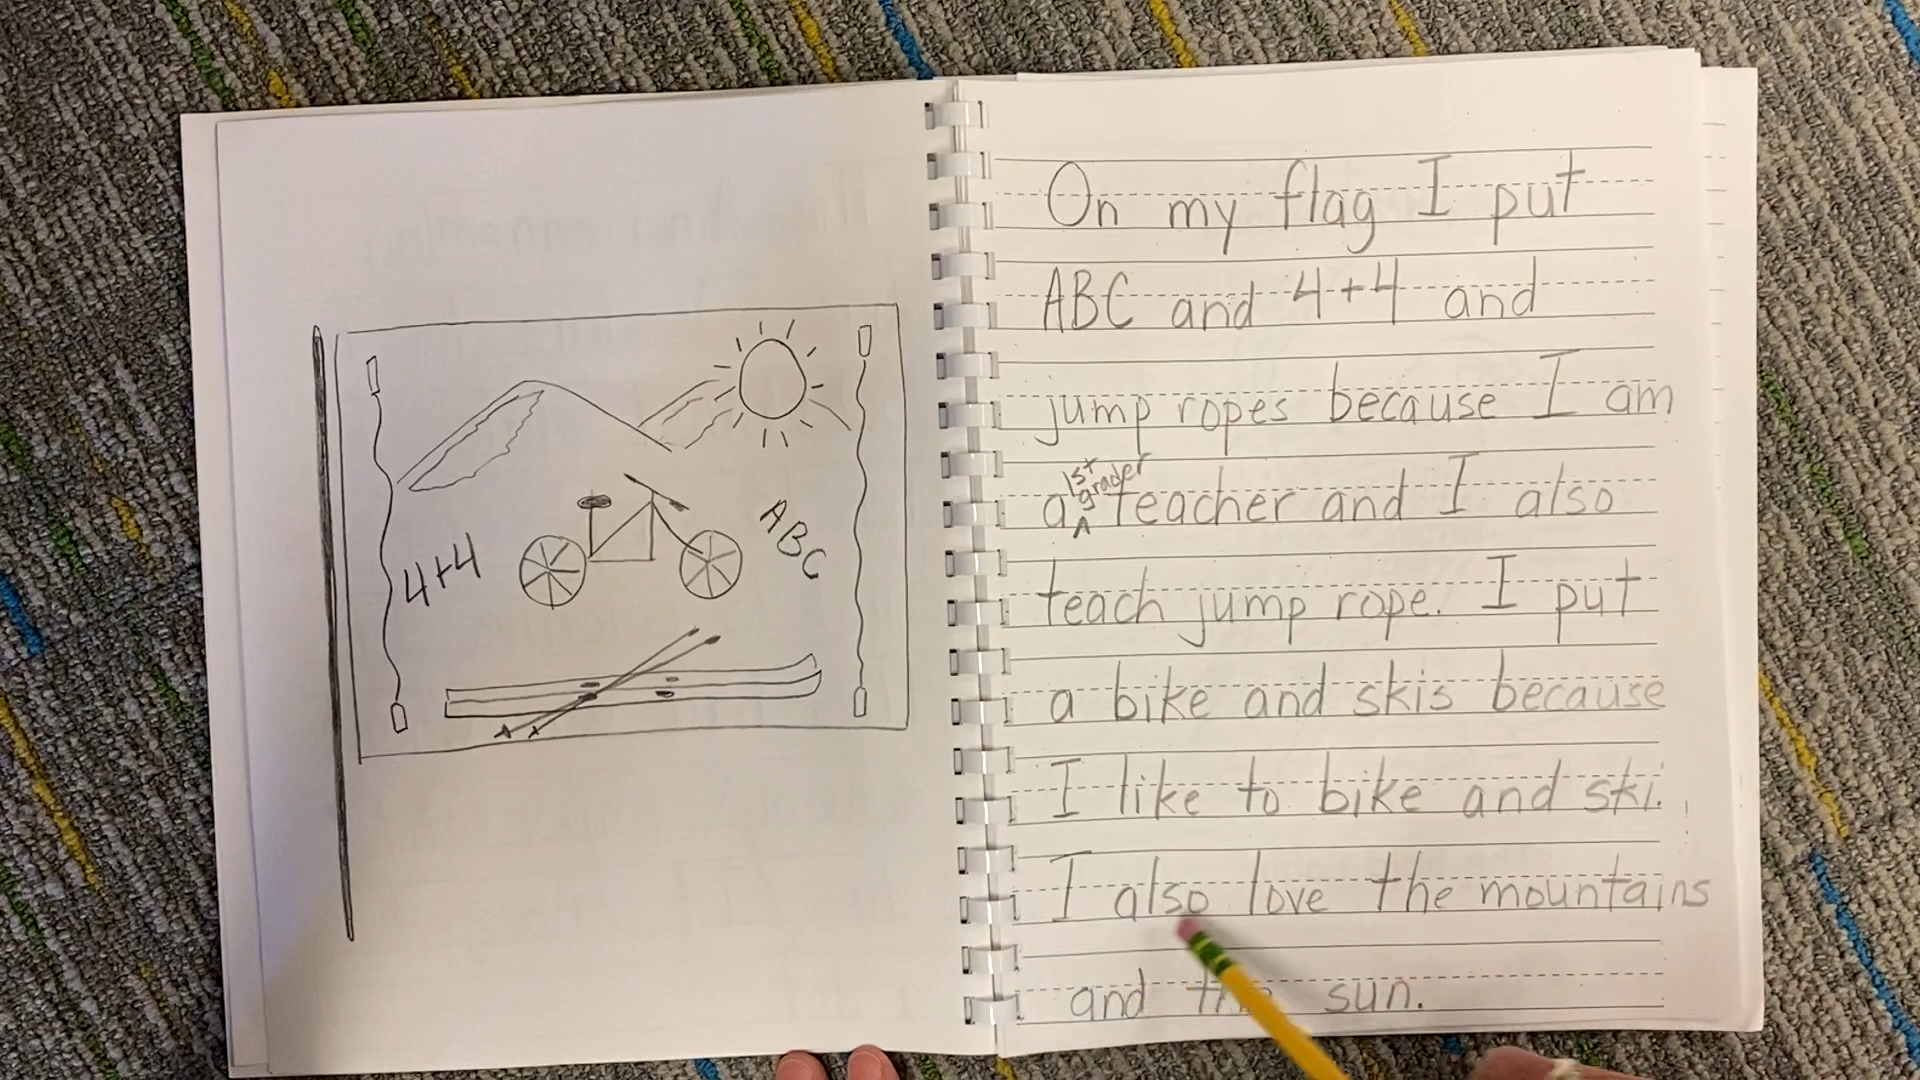 4+4
ABC
On my flag I put
ABC and 4+4 and
jump ropes because I am
a 1st grader teacher and I also
teach jump rope. I put
a bike and skis because
I like to bike and ski.
I also love the mountains
and the sun.